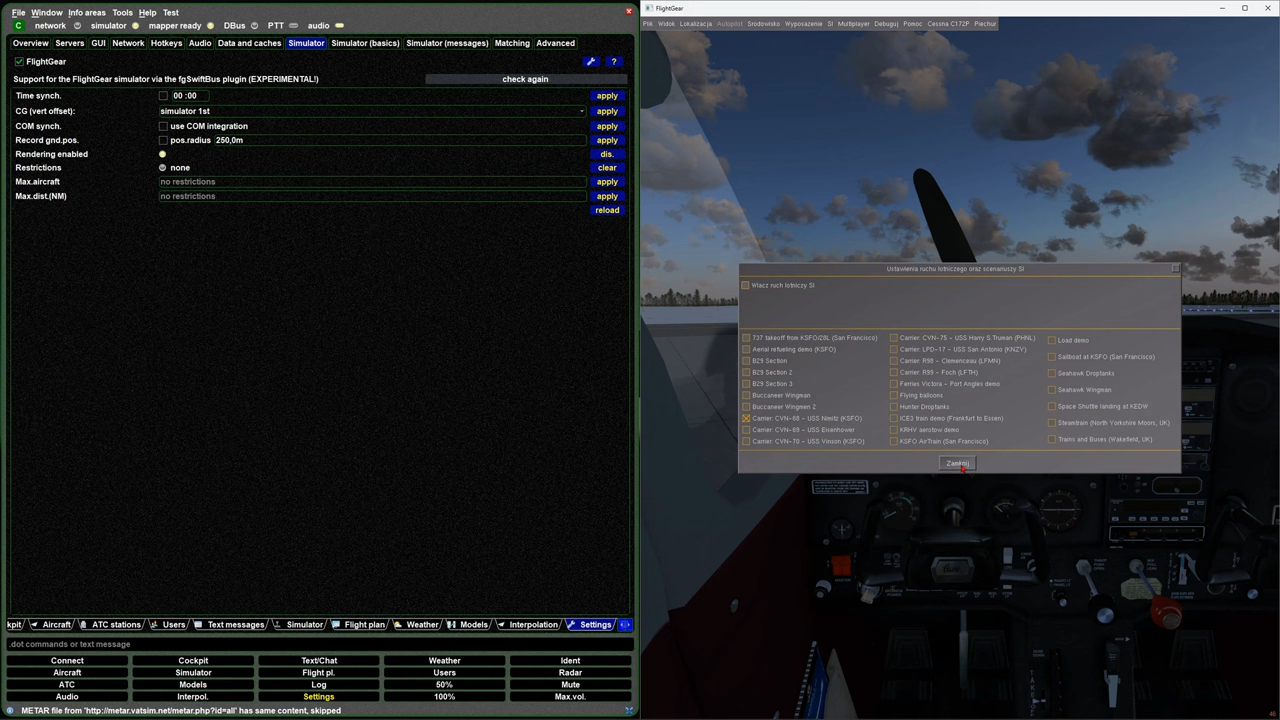 File Window Info areas Tools Help Test
C network simulator mapper ready DBus PTT audio
Overview Servers GUI Network Hotkeys Audio Data and caches Simulator Simulator (basics) Simulator (messages) Matching Advanced
FlightGear ?
Support for the FlightGear simulator via the fgSwiftBus plugin (EXPERIMENTAL!) check again
Time synch. 00 :00 apply
CG (vert offset): simulator 1st apply
COM synch. use COM integration apply
Record gnd.pos. pos.radius 250,0m apply
Rendering enabled dis.
Restrictions none clear
Max.aircraft no restrictions apply
Max.dist.(NM) no restrictions apply
reload
kpit Aircraft ATC stations Users Text messages Simulator Flight plan Weather Models Interpolation Settings
.dot commands or text message
Connect Cockpit Text/Chat Weather Ident
Aircraft Simulator Flight pl. Users Radar
ATC Models Log 50% Mute
Audio Interpol. Settings 100% Max.vol.
METAR file from 'http://metar.vatsim.net/metar.php?id=all' has same content, skipped
FlightGear
Plik Widok Lokalizacja Autopilot Środowisko Wyposażenie SI Multiplayer Debuguj Pomoc Cessna C172P Piechur
Ustawienia ruchu lotniczego oraz scenariuszy SI
Włacz ruch lotniczy SI
737 takeoff from KSFO/28L (San Francisco)
Aerial refueling demo (KSFO)
B29 Section
B29 Section 2
B29 Section 3
Buccaneer Wingman
Buccaneer Wingmen 2
Carrier: CVN-68 - USS Nimitz (KSFO)
Carrier: CVN-69 - USS Eisenhower
Carrier: CVN-70 - USS Vinson (KSFO)
Carrier: CVN-75 - USS Harry S.Truman (PHNL)
Carrier: LPD-17 - USS San Antonio (KNZY)
Carrier: R98 - Clemenceau (LFMN)
Carrier: R99 - Foch (LFTH)
Ferries Victora - Port Angles demo
Flying balloons
Hunter Droptanks
ICE3 train demo (Frankfurt to Essen)
KRHV aerotow demo
KSFO AirTrain (San Francisco)
Load demo
Sailboat at KSFO (San Francisco)
Seahawk Droptanks
Seahawk Wingman
Space Shuttle landing at KEDW
Steamtrain (North Yorkshire Moors, UK)
Trains and Buses (Wakefield, UK)
Zamknij